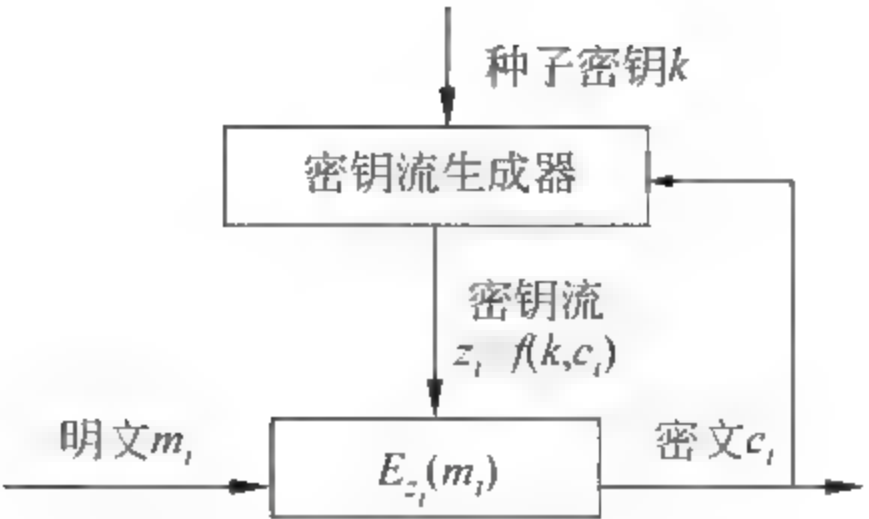 种子密钥k
密钥流生成器
密钥流
z_i f(k,c_i)
明文m_i
E_{z_i}(m_i)
密文c_i